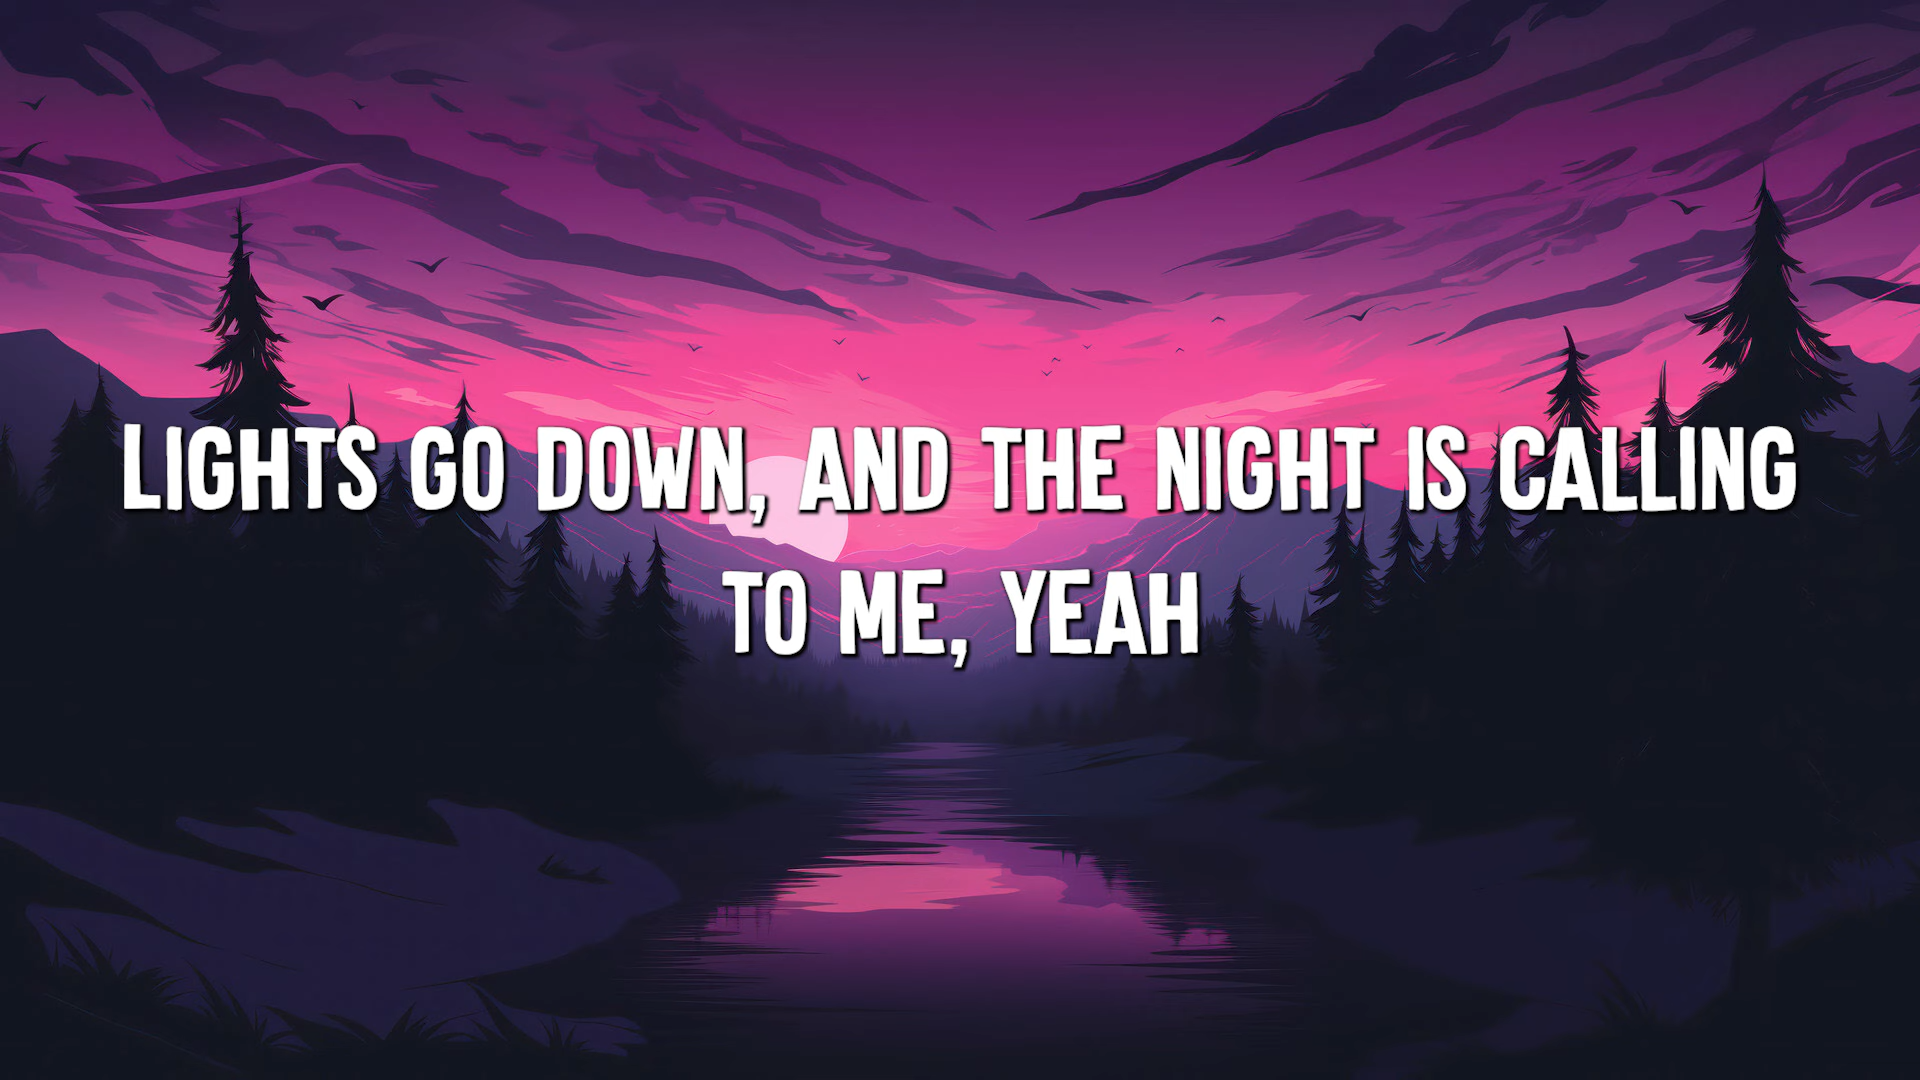 LIGHTS GO DOWN, AND THE NIGHT IS CALLING
TO ME, YEAH